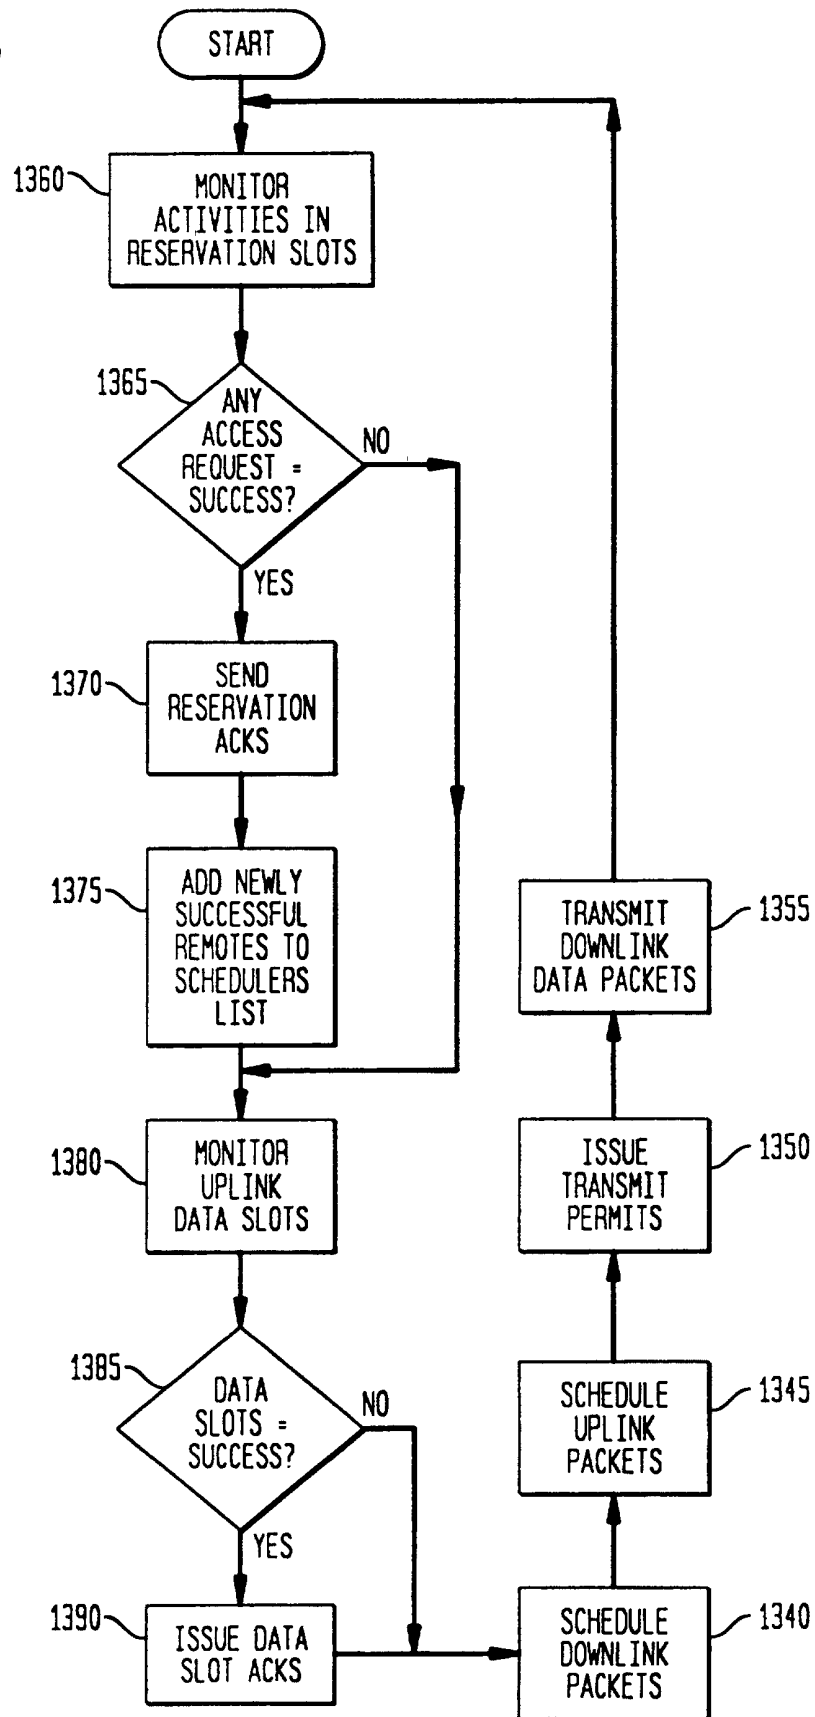 START
1360
MONITOR
ACTIVITIES IN
RESERVATION SLOTS
1365
ANY
ACCESS
REQUEST =
SUCCESS?
NO
YES
1370
SEND
RESERVATION
ACKS
1375
ADD NEWLY
SUCCESSFUL
REMOTES TO
SCHEDULERS
LIST
1380
MONITOR
UPLINK
DATA SLOTS
1385
DATA
SLOTS =
SUCCESS?
NO
YES
1390
ISSUE DATA
SLOT ACKS
SCHEDULE
DOWNLINK
PACKETS
1340
SCHEDULE
UPLINK
PACKETS
1345
ISSUE
TRANSMIT
PERMITS
1350
TRANSMIT
DOWNLINK
DATA PACKETS
1355